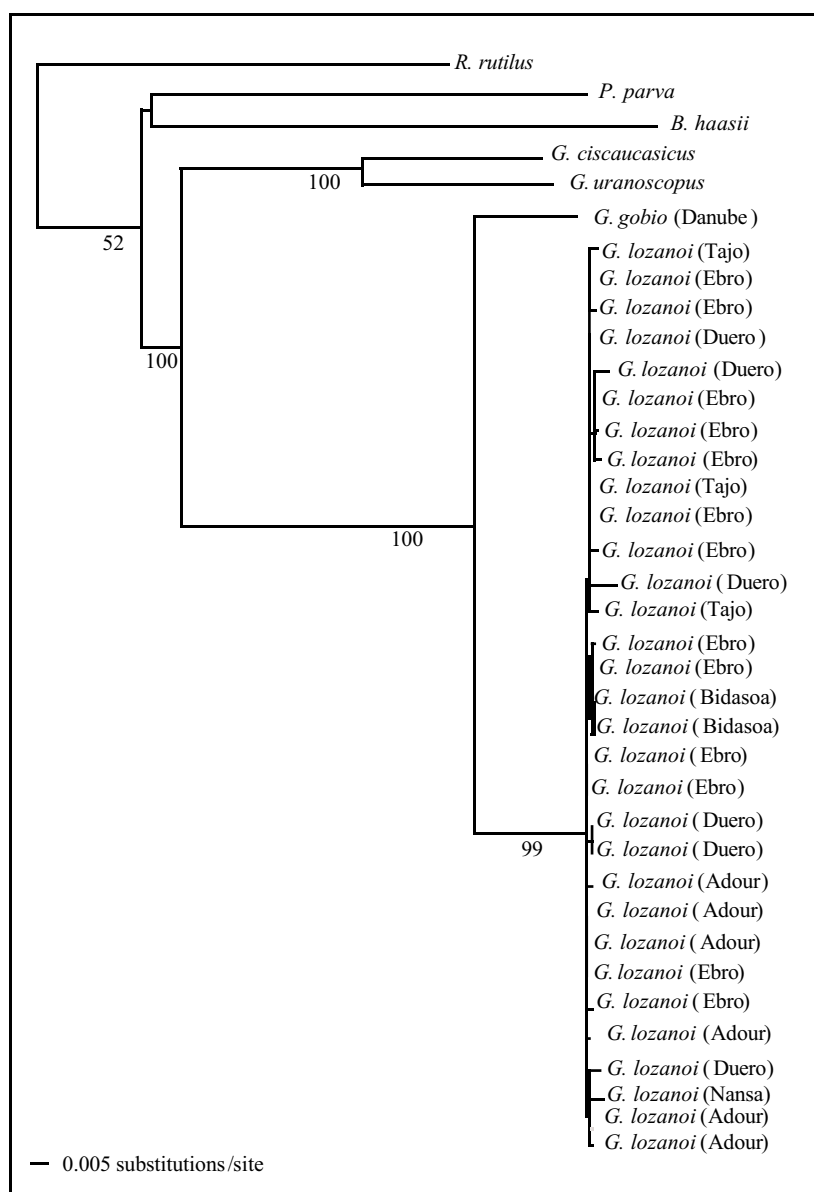 R. rutilus
P. parva
B. haasii
G. ciscaucasicus
100
G. uranoscopus
G. gobio (Danube)
52
G. lozanoi (Tajo)
G. lozanoi (Ebro)
G. lozanoi (Ebro)
G. lozanoi (Duero)
100
G. lozanoi (Duero)
G. lozanoi (Ebro)
G. lozanoi (Ebro)
G. lozanoi (Ebro)
G. lozanoi (Tajo)
G. lozanoi (Ebro)
100
G. lozanoi (Ebro)
G. lozanoi (Duero)
G. lozanoi (Tajo)
G. lozanoi (Ebro)
G. lozanoi (Ebro)
G. lozanoi (Bidasoa)
G. lozanoi (Bidasoa)
G. lozanoi (Ebro)
G. lozanoi (Ebro)
G. lozanoi (Duero)
99
G. lozanoi (Duero)
G. lozanoi (Adour)
G. lozanoi (Adour)
G. lozanoi (Adour)
G. lozanoi (Ebro)
G. lozanoi (Ebro)
G. lozanoi (Adour)
G. lozanoi (Duero)
G. lozanoi (Nansa)
G. lozanoi (Adour)
G. lozanoi (Adour)
0.005 substitutions/site